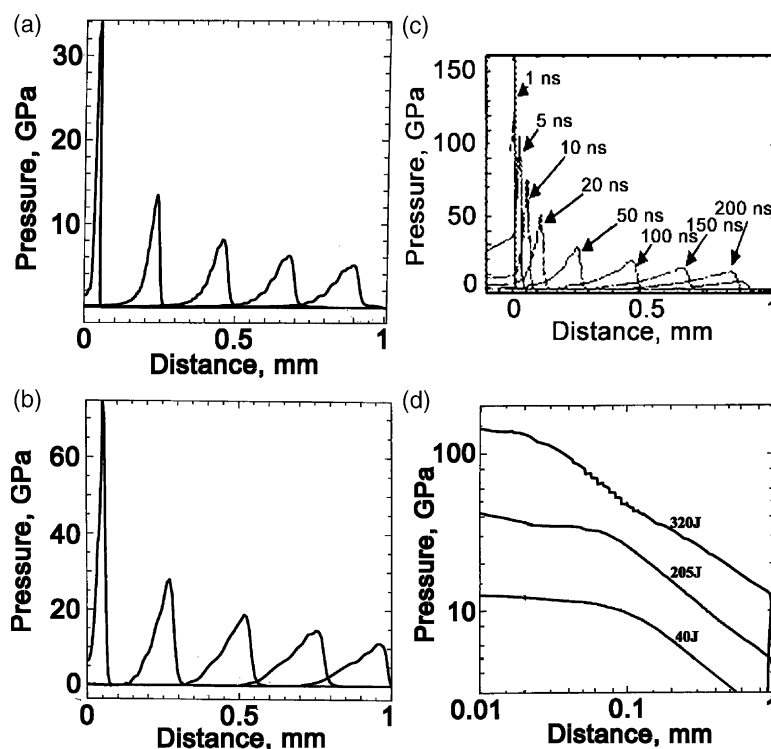 (a)
30
20
10
Pressure, GPa
0
0.5
1
Distance, mm
(c)
150
100
50
0
Pressure, GPa
1 ns
5 ns
10 ns
20 ns
50 ns
100 ns
150 ns
200 ns
0
0.5
1
Distance, mm
(b)
60
40
20
0
Pressure, GPa
0
0.5
1
Distance, mm
(d)
100
10
Pressure, GPa
320J
205J
40J
0.01
0.1
1
Distance, mm